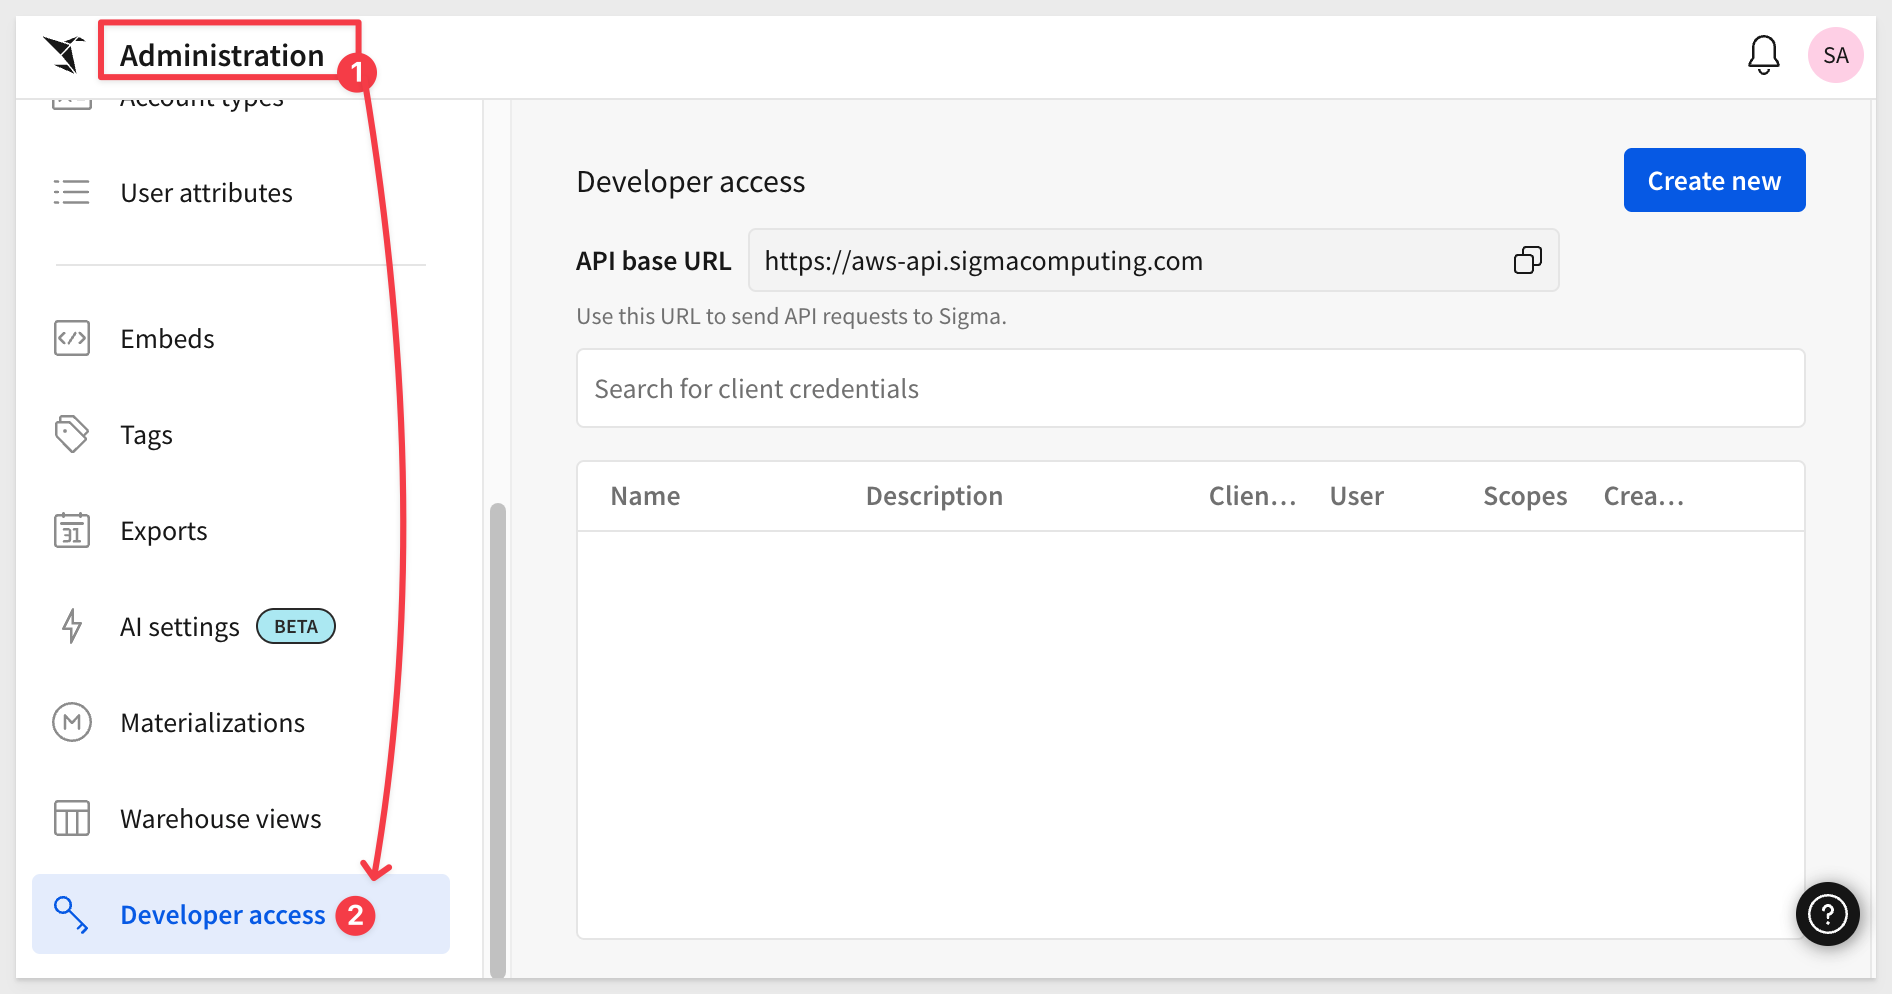 Administration
1
SA
Account types
User attributes
Embeds
Tags
31
Exports
AI settings BETA
M
Materializations
Warehouse views
Developer access 2
Developer access
Create new
API base URL https://aws-api.sigmacomputing.com
Use this URL to send API requests to Sigma.
Search for client credentials
Name Description Clien... User Scopes Crea...
?